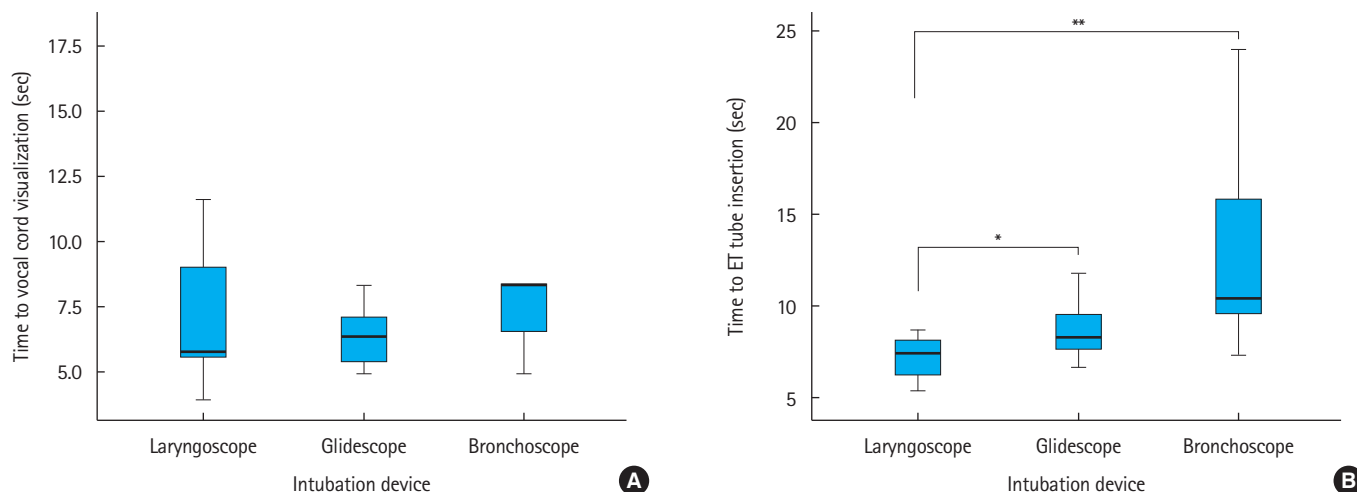 Time to vocal cord visualization (sec)
17.5
15.0
12.5
10.0
7.5
5.0
Laryngoscope
Glidescope
Bronchoscope
Intubation device
A
Time to ET tube insertion (sec)
25
20
15
10
5
**
*
Laryngoscope
Glidescope
Bronchoscope
Intubation device
B